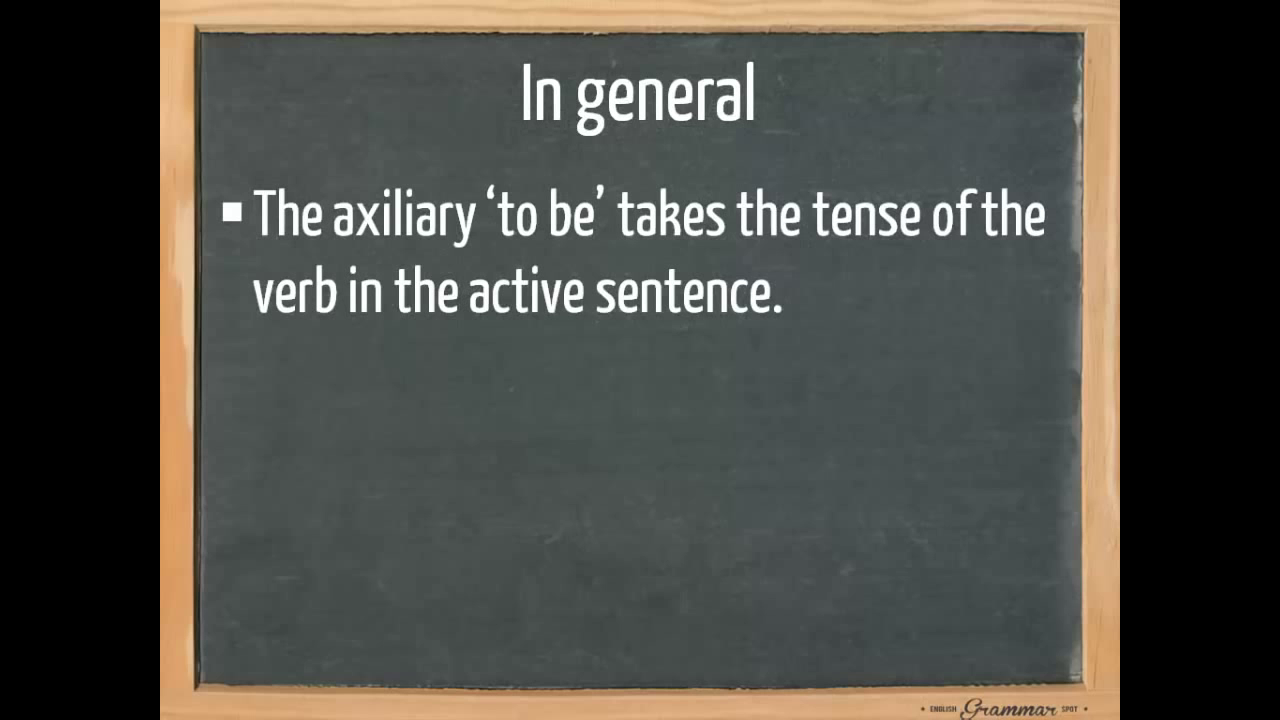 In general
▪ The axiliary ‘to be’ takes the tense of the
verb in the active sentence.
• ENGLISH Grammar SPOT •